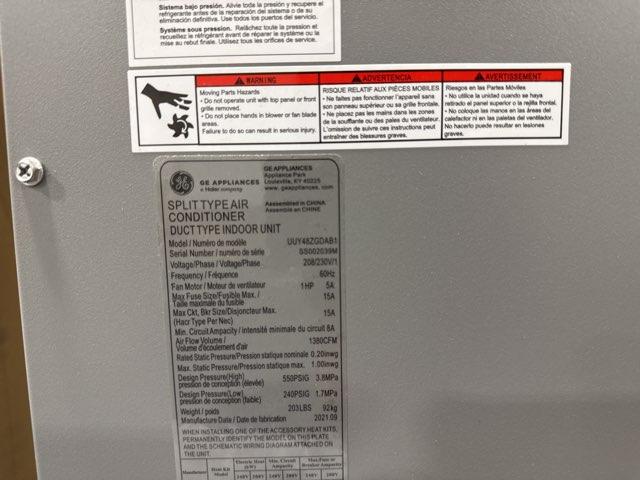 Sistema bajo presión. Alivie toda la presión y recupere el
refrigerante antes de la reparación del sistema o de su
eliminación definitiva. Use todos los puertos del servicio.
Système sous pression. Relâchez toute la pression et
recueillez le réfrigérant avant de réparer le système ou la
mise au rebut finale. Utilisez tous les orifices de service.
WARNING
Moving Parts Hazards
• Do not operate unit with top panel or front
grille removed.
• Do not place hands in blower or fan blade
areas.
Failure to do so can result in serious injury.
ADVERTENCIA
RISQUE RELATIF AUX PIÈCES MOBILES
• Ne faites pas fonctionner l'appareil sans
son panneau supérieur ou sa grille frontale.
• Ne placez pas les mains dans les zones
de la soufflante ou des pales du ventilateur.
L'omission de suivre ces instructions peut
entraîner des blessures graves.
AVERTISSEMENT
Riesgos en las Partes Móviles
• No utilice la unidad cuando se haya
retirado el panel superior o la rejilla frontal.
• No coloque las manos en las áreas del
calefactor ni en las paletas del ventilador.
No hacerlo puede resultar en lesiones
graves.
GE APPLIANCES
a Haier company
GE APPLIANCES
Appliance Park
Louisville, KY 40225
www. geappliances. com
SPLIT TYPE AIR
CONDITIONER
DUCT TYPE INDOOR UNIT
Assembled in CHINA
Assemblé en CHINE
Model / Numéro de modèle UUY48ZGDAB1
Serial Number / numéro de série SS002039M
Voltage/Phase / Voltage/Phase 208/230V/1
Frequency / Fréquence 60Hz
Fan Motor / Moteur de ventilateur 1HP 5A
Max Fuse Size/Fusible Max. / 15A
Taille maximale du fusible
Max Ckt, Bkr Size/Disjoncteur Max. 15A
(Hacr Type Per Nec)
Min. Circuit Ampacity / intensité minimale du circuit 6A
Air Flow Volume / 1380CFM
Volume d'écoulement d'air
Rated Static Pressure/Pression statique nominale 0.20inwg
Max. Static Pressure/Pression statique max. 1.00inwg
Design Pressure(High) 550PSIG 3.8MPa
pression de conception (élevée)
Design Pressure(Low) 240PSIG 1.7MPa
pression de conception (faible)
Weight / poids 203LBS 92kg
Manufacture Date / Date de fabrication 2021.09
WHEN INSTALLING ONE OF THE ACCESSORY HEAT KITS,
PERMANENTLY IDENTIFY THE MODEL ON THIS PLATE
AND THE SCHEMATIC WIRING DIAGRAM ATTACHED ON
THE UNIT.
Manufacturer Heat Kit Model Electric Heat (kW) Min. Circuit Ampacity Max.Fuse or Breaker Ampacity
240V 208V 240V 208V 240V 208V